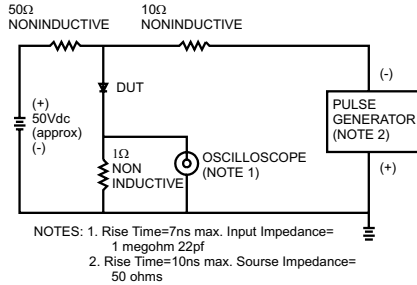 50Ω
NONINDUCTIVE
10Ω
NONINDUCTIVE
(+)
50Vdc
(approx)
(-)
DUT
1Ω
NON
INDUCTIVE
OSCILLOSCOPE
(NOTE 1)
(-)
PULSE
GENERATOR
(NOTE 2)
(+)
NOTES: 1. Rise Time=7ns max. Input Impedance=
1 megohm 22pf
2. Rise Time=10ns max. Sourse Impedance=
50 ohms